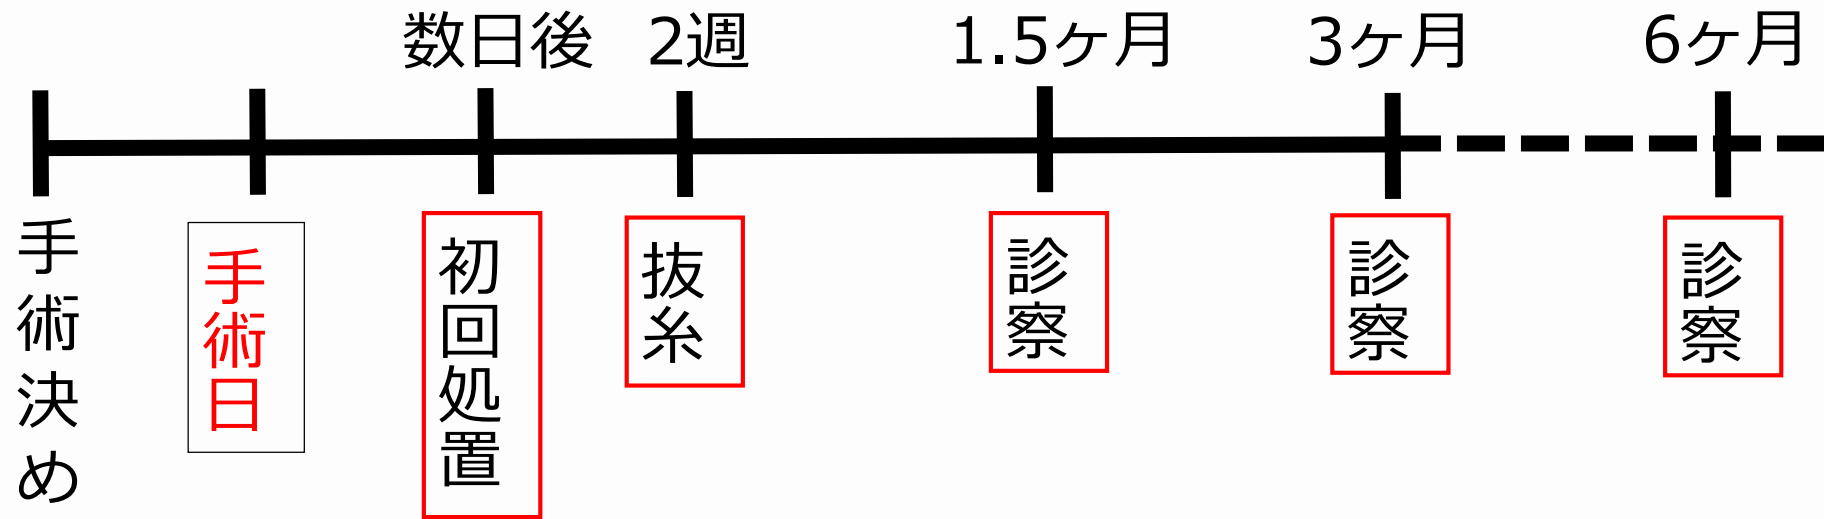 数日後
2週
1.5ヶ月
3ヶ月
6ヶ月
手術決め
手術日
初回処置
抜糸
診察
診察
診察